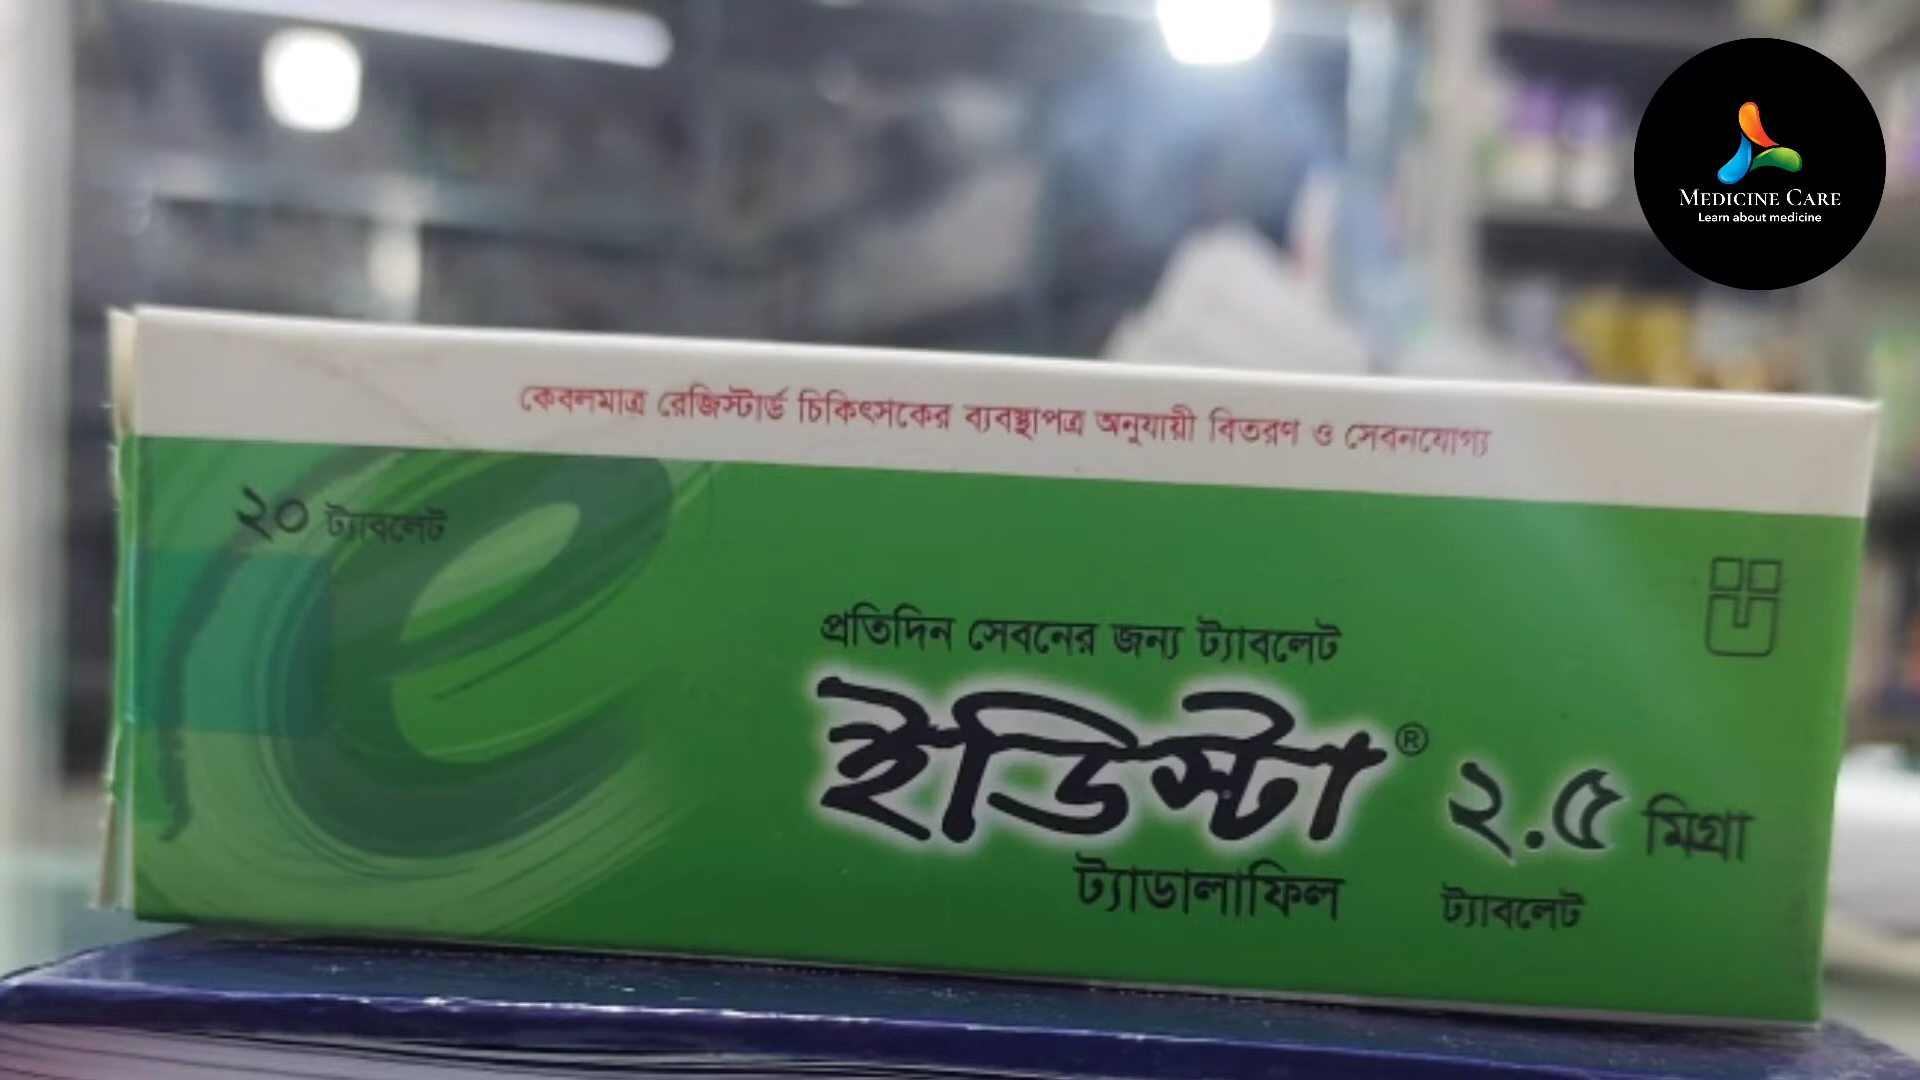 MEDICINE CARE
Learn about medicine
কেবলমাত্র রেজিস্টার্ড চিকিৎসকের ব্যবস্থাপত্র অনুযায়ী বিতরণ ও সেবনযোগ্য
২০ ট্যাবলেট
প্রতিদিন সেবনের জন্য ট্যাবলেট
ইডিস্টা® ২.৫ মিগ্রা
ট্যাডালাফিল ট্যাবলেট